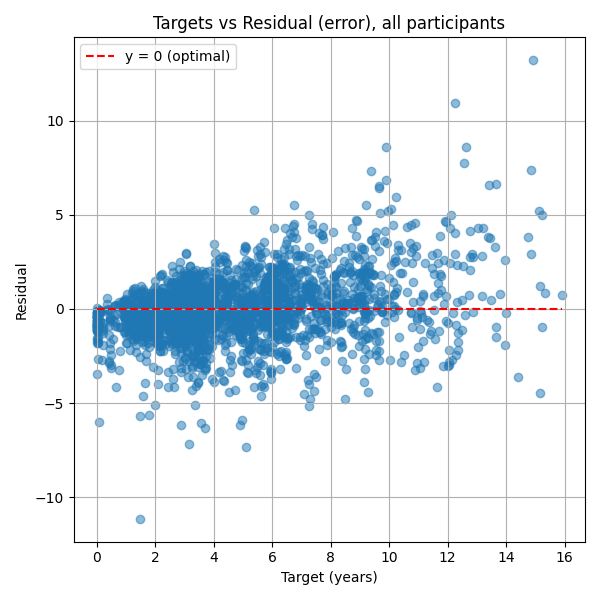 Targets vs Residual (error), all participants
y = 0 (optimal)
10
5
0
−5
−10
Residual
0 2 4 6 8 10 12 14 16
Target (years)